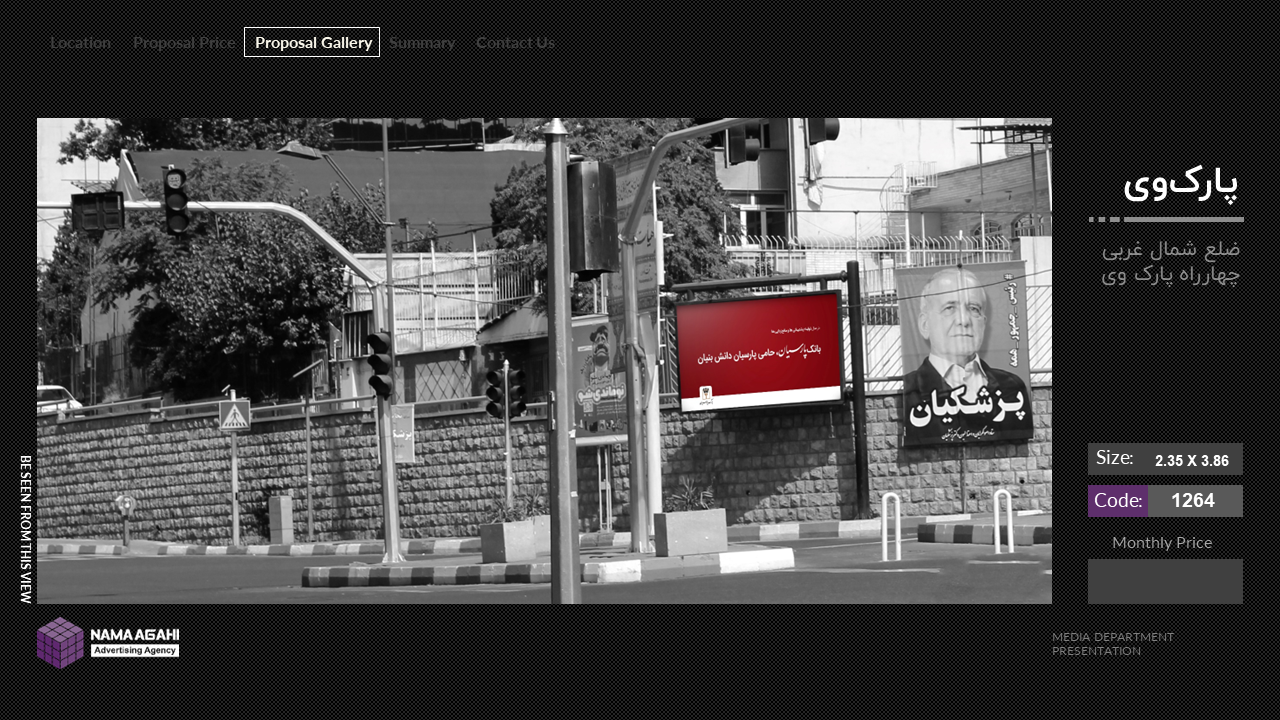 Location
Proposal Price
Proposal Gallery
Summary
Contact Us
پارک‌وی
ضلع شمال غربی
چهارراه پارک وی
بانک پارسیان، حامی پارسیان دانش بنیان
# رئیس _ جمهور _ همه
پزشکیان
Size:
2.35 X 3.86
Code:
1264
Monthly Price
BE SEEN FROM THIS VIEW
NAMA AGAHI
Advertising Agency
MEDIA DEPARTMENT
PRESENTATION